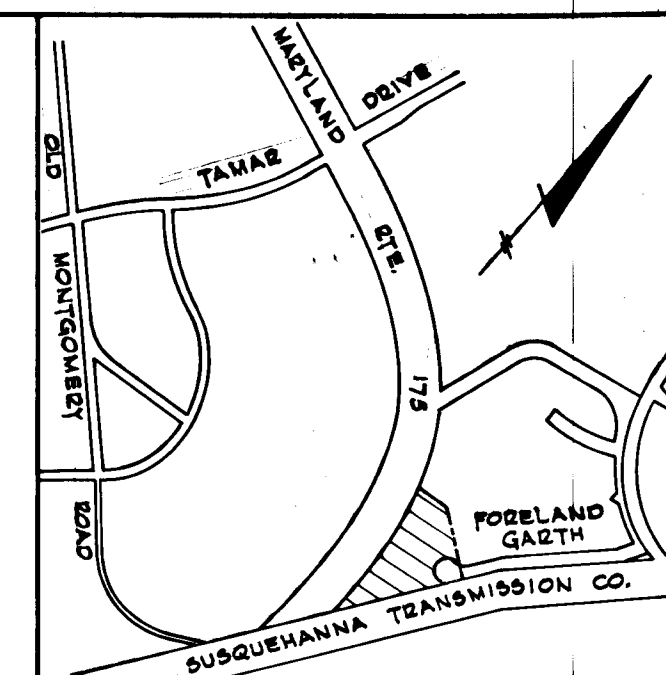 MARYLAND
DRIVE
TAMAR
OLD
RTE.
MONTGOMERY
175
ROAD
FORELAND
GARTH
SUSQUEHANNA TRANSMISSION CO.